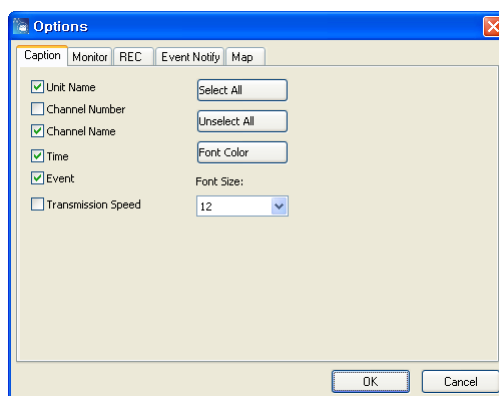 Options
Caption Monitor REC Event Notify Map
Unit Name
Channel Number
Channel Name
Time
Event
Transmission Speed
Select All
Unselect All
Font Color
Font Size:
12
OK Cancel